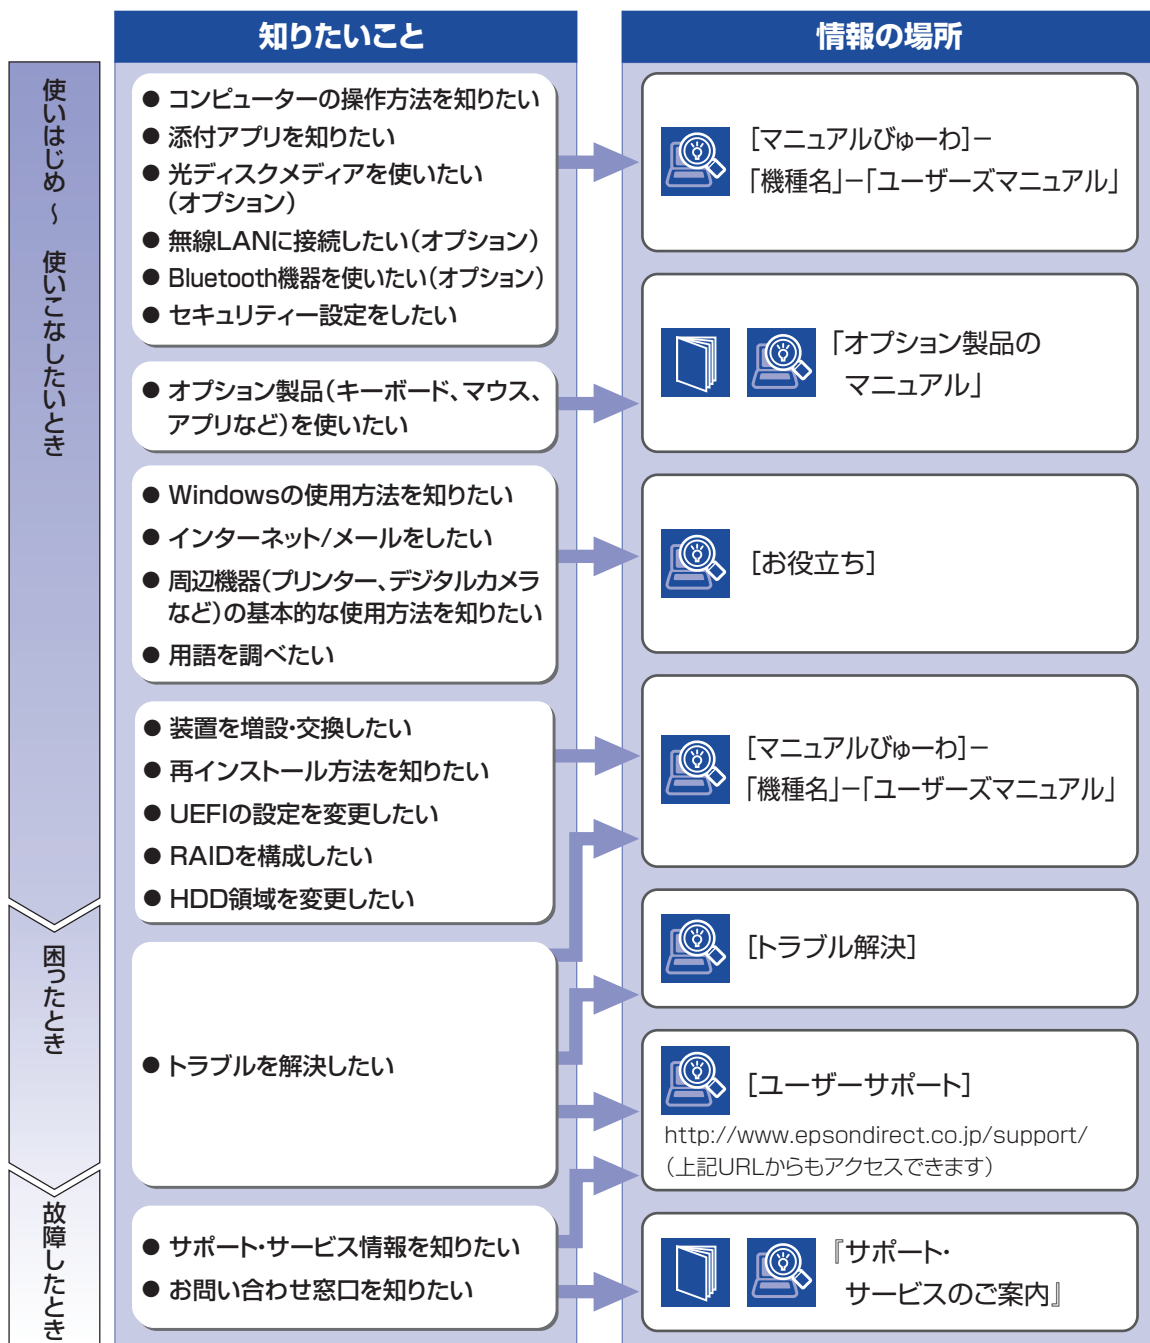 知りたいこと
情報の場所
使いはじめ ～ 使いこなしたいとき
● コンピューターの操作方法を知りたい
● 添付アプリを知りたい
● 光ディスクメディアを使いたい
（オプション）
● 無線LANに接続したい（オプション）
● Bluetooth機器を使いたい（オプション）
● セキュリティー設定をしたい
［マニュアルびゅーわ］－
「機種名」－「ユーザーズマニュアル」
● オプション製品（キーボード、マウス、
アプリなど）を使いたい
「オプション製品の
マニュアル」
● Windowsの使用方法を知りたい
● インターネット/メールをしたい
● 周辺機器（プリンター、デジタルカメラ
など）の基本的な使用方法を知りたい
● 用語を調べたい
［お役立ち］
● 装置を増設・交換したい
● 再インストール方法を知りたい
● UEFIの設定を変更したい
● RAIDを構成したい
● HDD領域を変更したい
［マニュアルびゅーわ］－
「機種名」－「ユーザーズマニュアル」
困ったとき
● トラブルを解決したい
［トラブル解決］
［ユーザーサポート］
http://www.epsondirect.co.jp/support/
（上記URLからもアクセスできます）
故障したとき
● サポート・サービス情報を知りたい
● お問い合わせ窓口を知りたい
『サポート・
サービスのご案内』